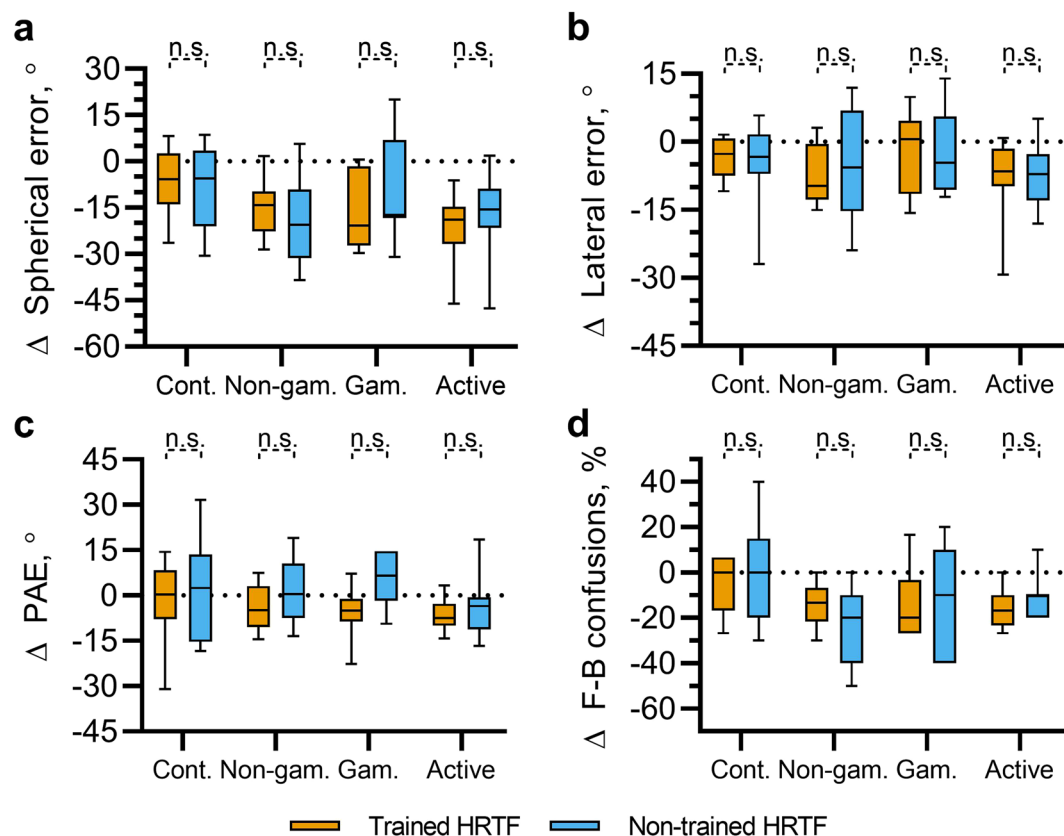 a
n.s. n.s. n.s. n.s.
Δ Spherical error, °
30
15
0
-15
-30
-45
-60
Cont. Non-gam. Gam. Active
b
n.s. n.s. n.s. n.s.
Δ Lateral error, °
15
0
-15
-30
-45
Cont. Non-gam. Gam. Active
c
n.s. n.s. n.s. n.s.
Δ PAE, °
45
30
15
0
-15
-30
-45
Cont. Non-gam. Gam. Active
d
n.s. n.s. n.s. n.s.
Δ F-B confusions, %
40
20
0
-20
-40
-60
Cont. Non-gam. Gam. Active
Trained HRTF Non-trained HRTF